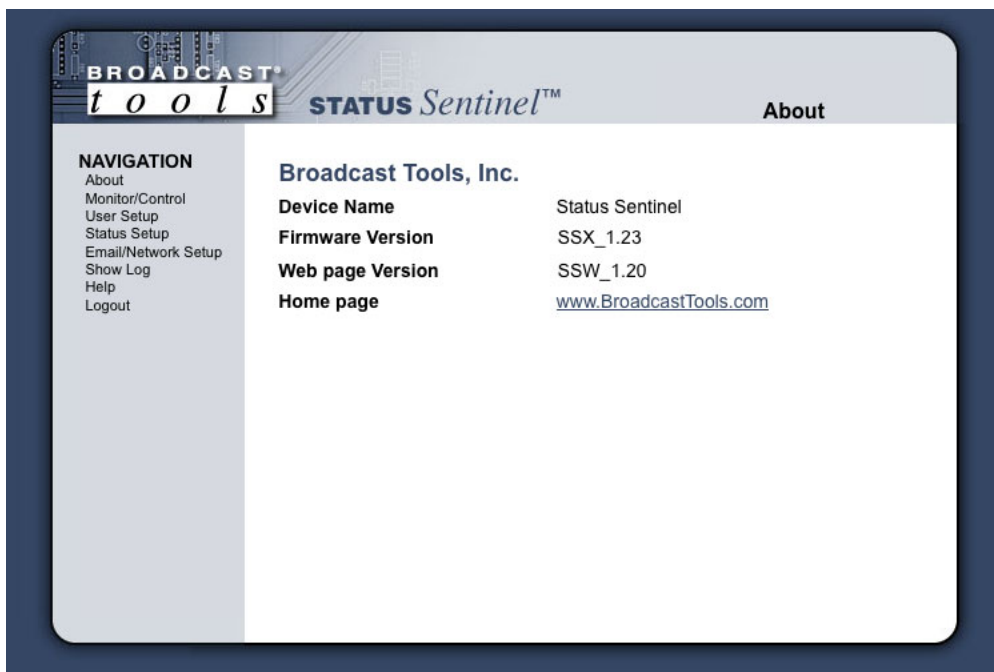 BROADCAST®
tools
STATUS Sentinel™
About
NAVIGATION
About
Monitor/Control
User Setup
Status Setup
Email/Network Setup
Show Log
Help
Logout
Broadcast Tools, Inc.
Device Name Status Sentinel
Firmware Version SSX_1.23
Web page Version SSW_1.20
Home page www.BroadcastTools.com